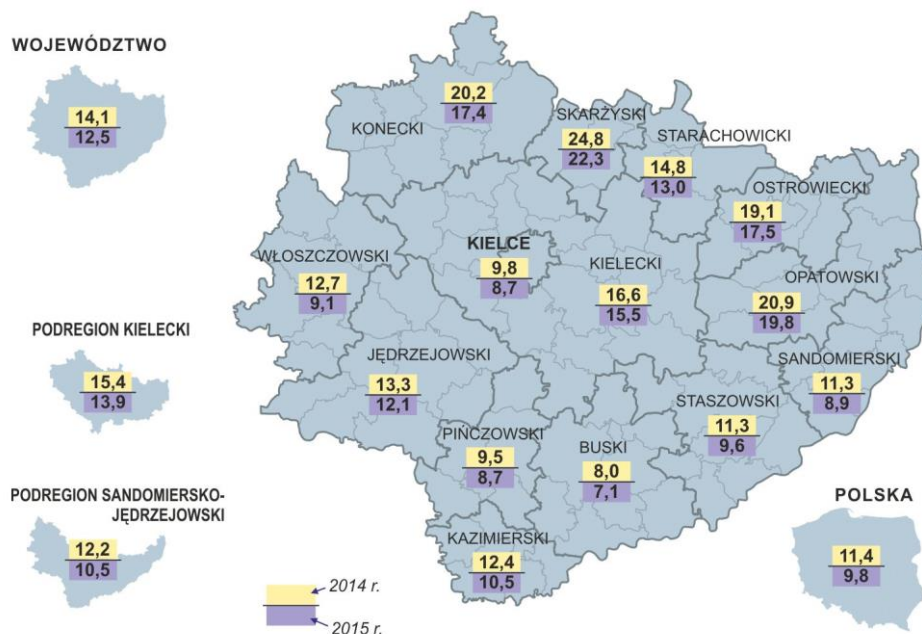 WOJEWÓDZTWO
14,1
12,5
PODREGION KIELECKI
15,4
13,9
PODREGION SANDOMIERSKO-
JĘDRZEJOWSKI
12,2
10,5
KONECKI
20,2
17,4
SKARŻYSKI
24,8
22,3
STARACHOWICKI
14,8
13,0
OSTROWIECKI
19,1
17,5
WŁOSZCZOWSKI
12,7
9,1
KIELCE
9,8
8,7
KIELECKI
16,6
15,5
OPATOWSKI
20,9
19,8
JĘDRZEJOWSKI
13,3
12,1
SANDOMIERSKI
11,3
8,9
STASZOWSKI
11,3
9,6
PIŃCZOWSKI
9,5
8,7
BUSKI
8,0
7,1
KAZIMIERSKI
12,4
10,5
POLSKA
11,4
9,8
2014 r.
2015 r.